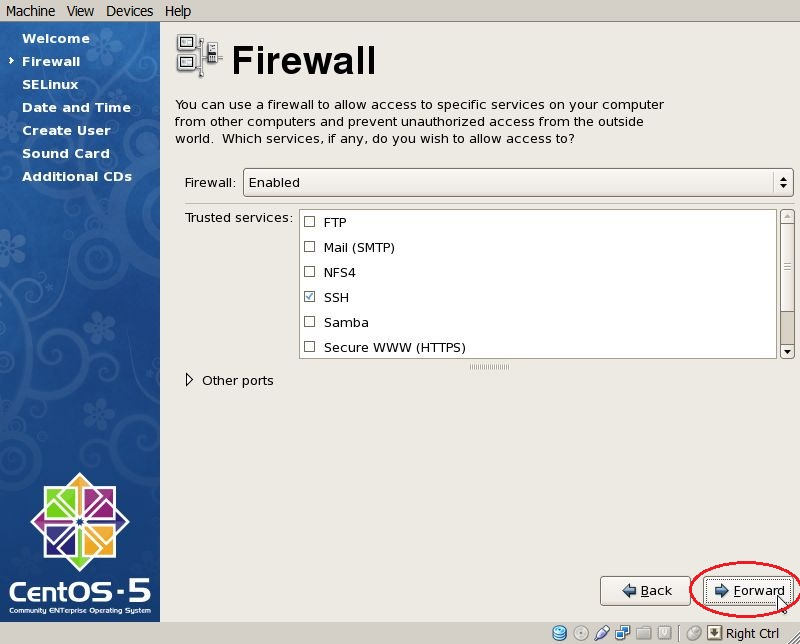 Machine View Devices Help
Welcome
Firewall
SELinux
Date and Time
Create User
Sound Card
Additional CDs
Firewall
You can use a firewall to allow access to specific services on your computer
from other computers and prevent unauthorized access from the outside
world. Which services, if any, do you wish to allow access to?
Firewall: Enabled
Trusted services:
FTP
Mail (SMTP)
NFS4
SSH
Samba
Secure WWW (HTTPS)
Other ports
CentOS-5
Community ENTerprise Operating System
Back
Forward
Right Ctrl